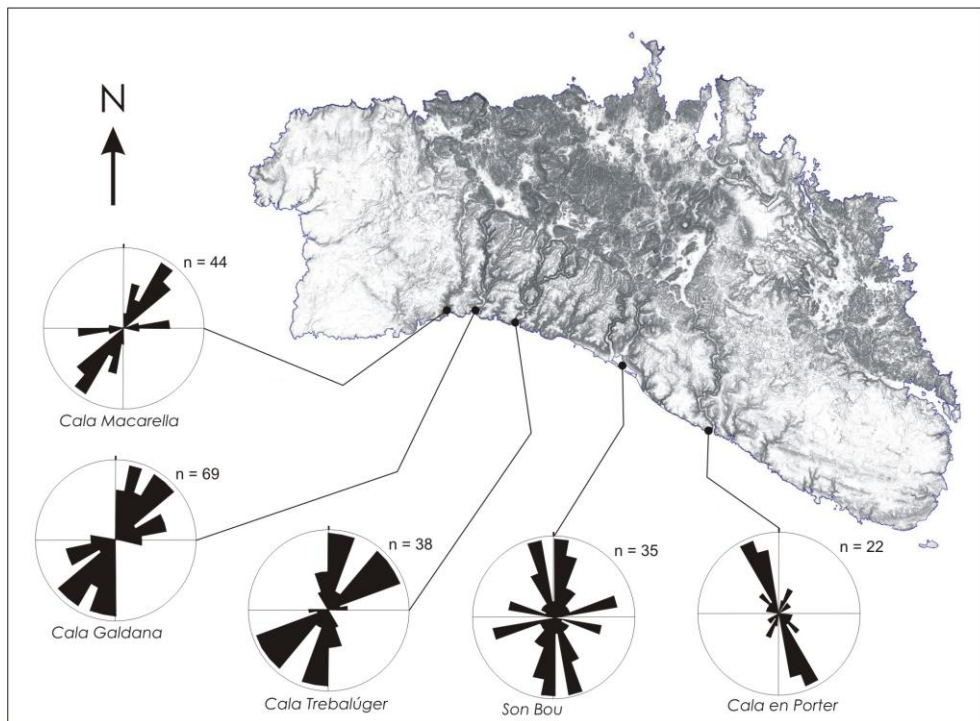 N
n = 44
Cala Macarella
n = 69
Cala Galdana
n = 38
Cala Trebalúger
n = 35
Son Bou
n = 22
Cala en Porter